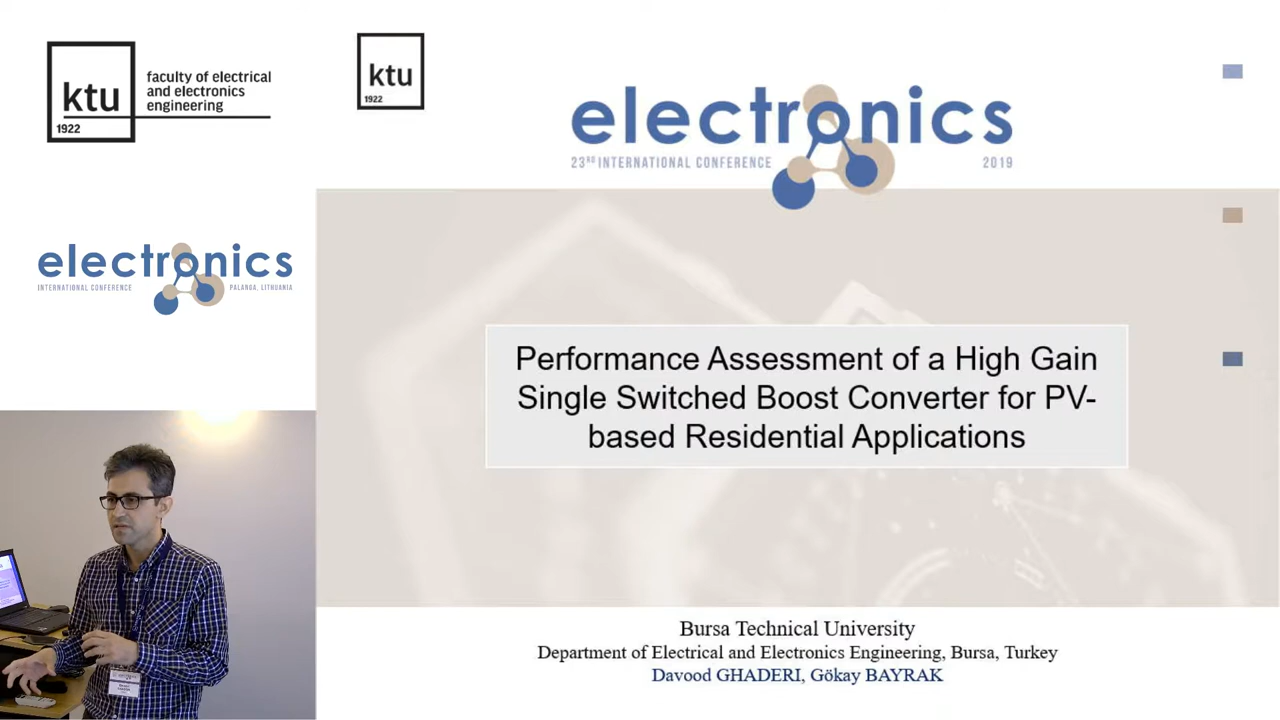 ktu
1922
faculty of electrical
and electronics
engineering
ktu
1922
electronics
23RD INTERNATIONAL CONFERENCE
2019
electronics
INTERNATIONAL CONFERENCE
PALANGA, LITHUANIA
Performance Assessment of a High Gain
Single Switched Boost Converter for PV-
based Residential Applications
Bursa Technical University
Department of Electrical and Electronics Engineering, Bursa, Turkey
Davood GHADERI, Gökay BAYRAK